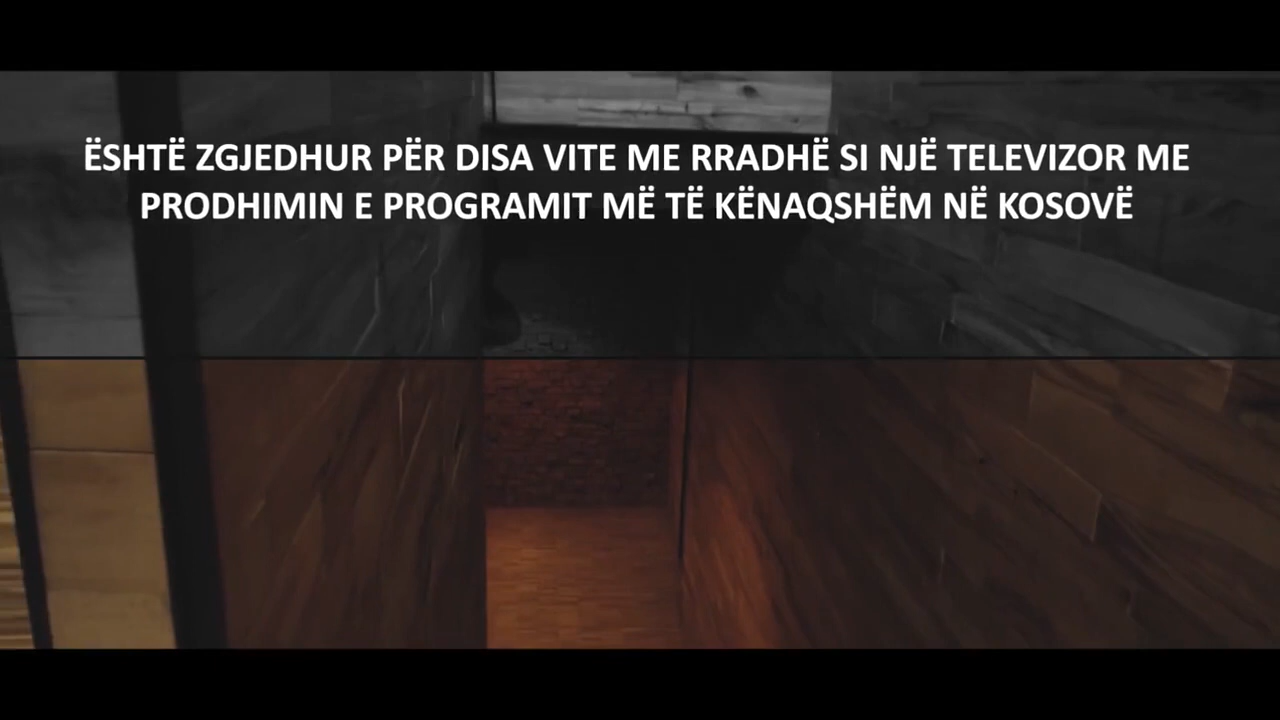 ËSHTË ZGJEDHUR PËR DISA VITE ME RRADHË SI NJË TELEVIZOR ME
PRODHIMIN E PROGRAMIT MË TË KËNAQSHËM NË KOSOVË